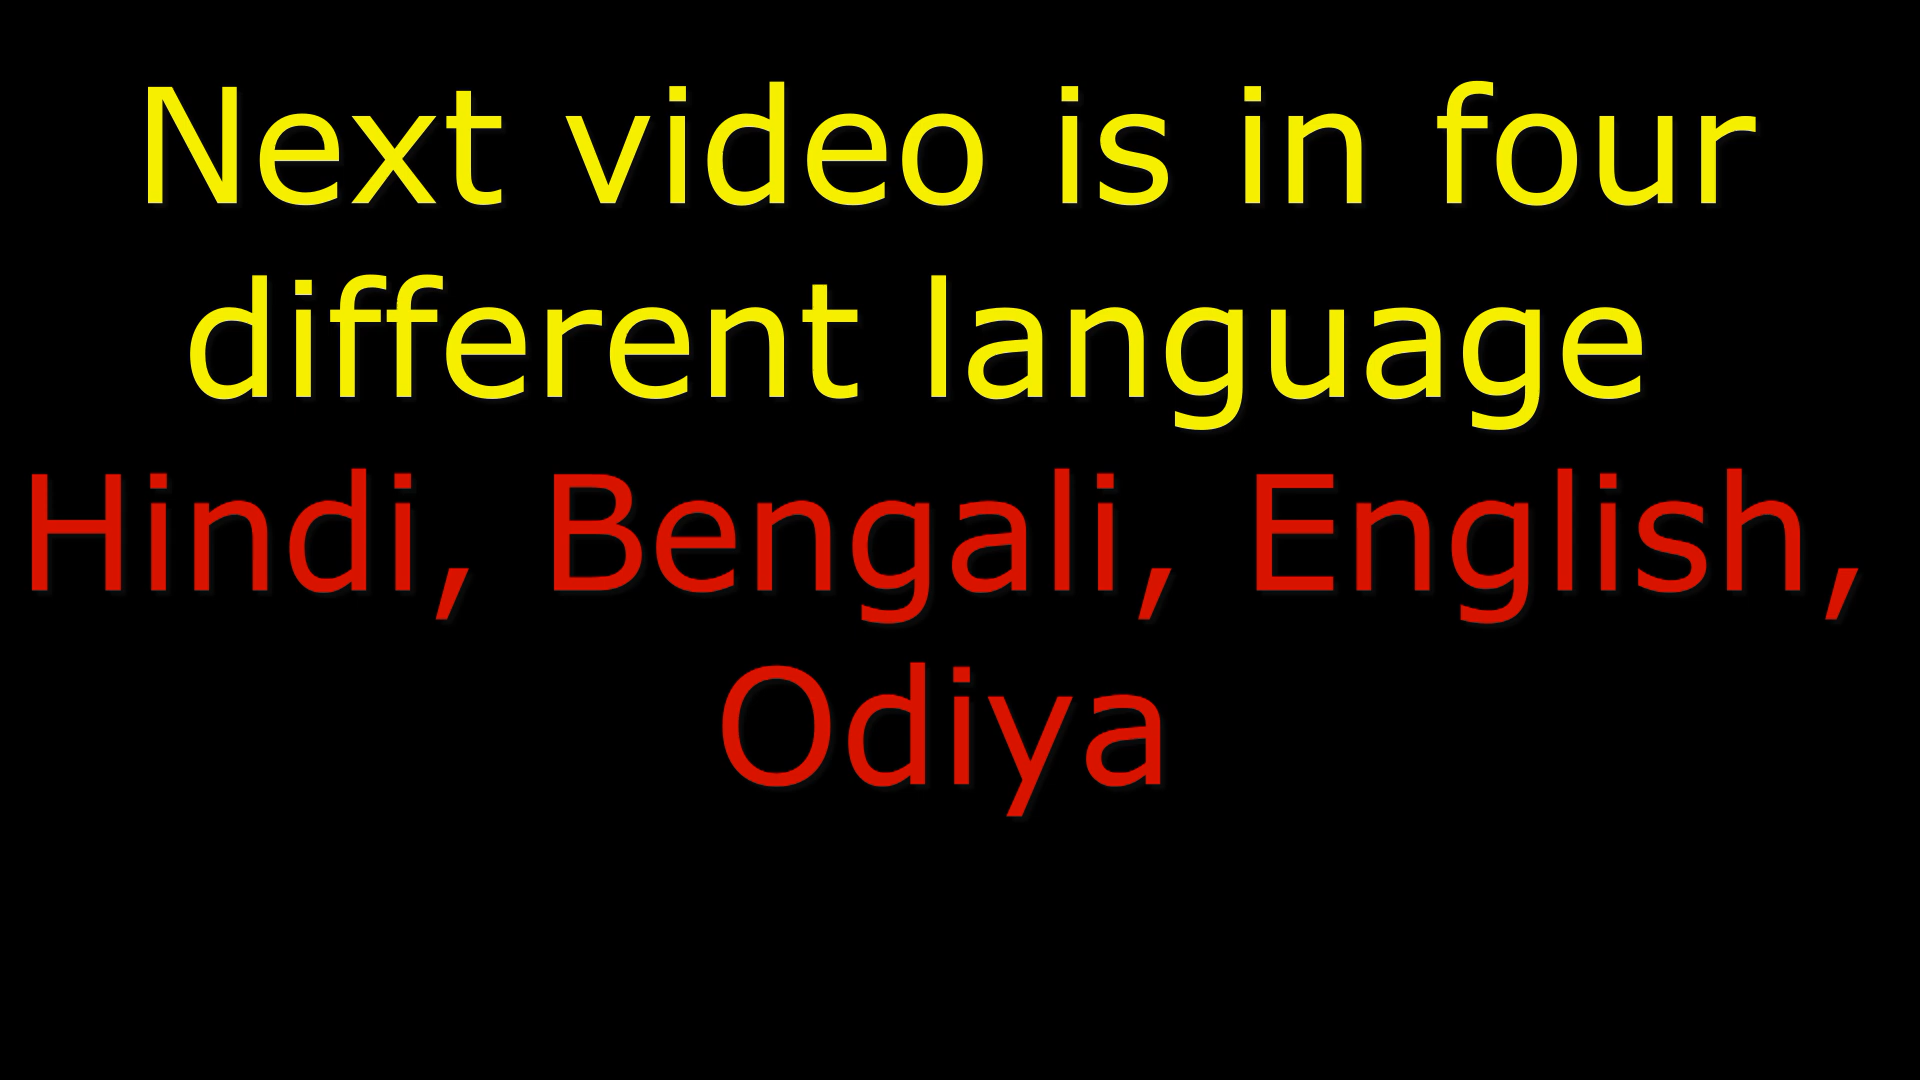 Next video is in four
different language
Hindi, Bengali, English,
Odiya